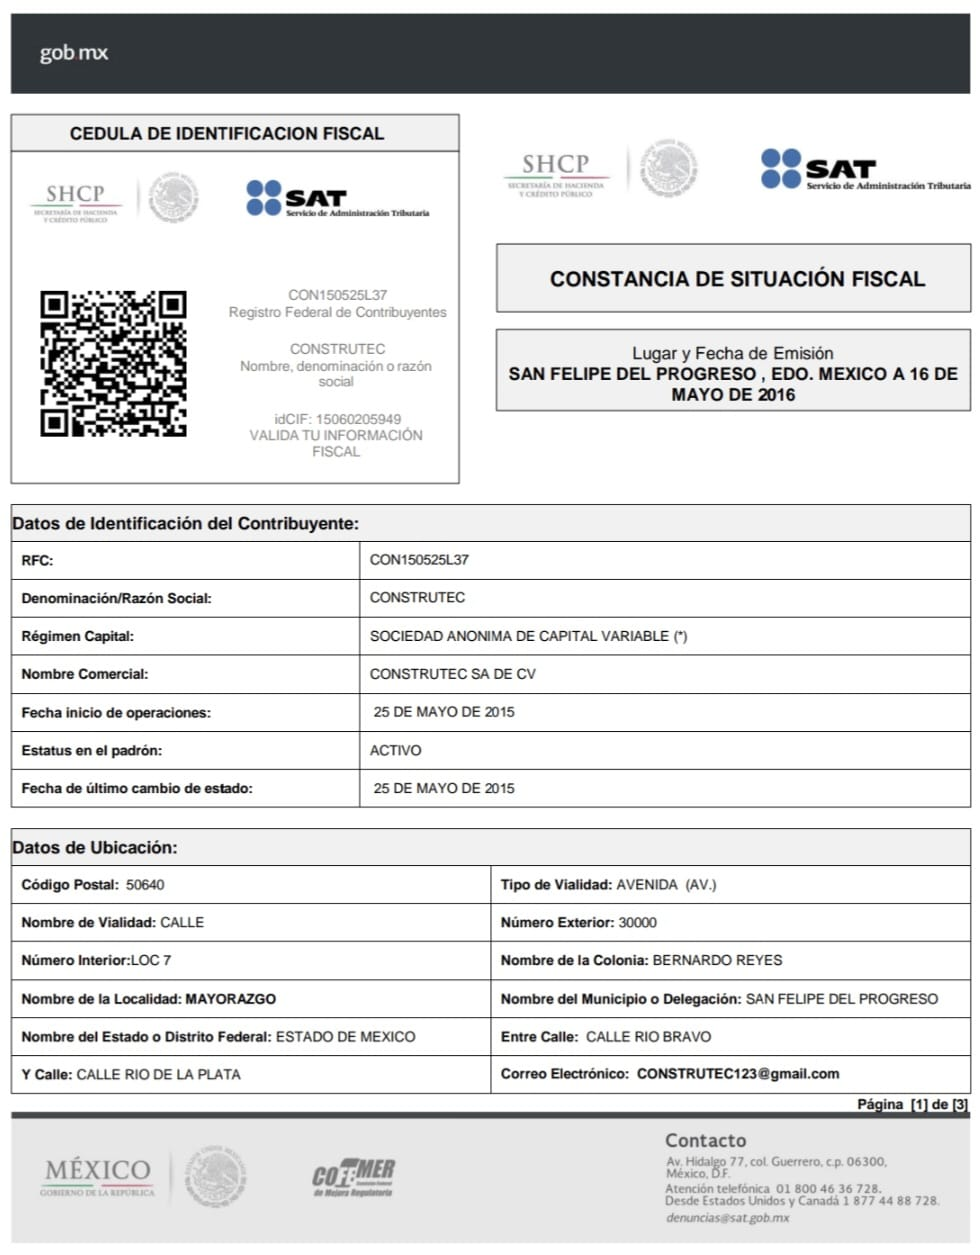 gob mx
CEDULA DE IDENTIFICACION FISCAL
SHCP
SECRETARÍA DE HACIENDA
Y CRÉDITO PÚBLICO
SAT
Servicio de Administración Tributaria
CON150525L37
Registro Federal de Contribuyentes
CONSTRUTEC
Nombre, denominación o razón
social
idCIF: 15060205949
VALIDA TU INFORMACIÓN
FISCAL
SHCP
SECRETARÍA DE HACIENDA
Y CRÉDITO PÚBLICO
SAT
Servicio de Administración Tributaria
CONSTANCIA DE SITUACIÓN FISCAL
Lugar y Fecha de Emisión
SAN FELIPE DEL PROGRESO , EDO. MEXICO A 16 DE
MAYO DE 2016
Datos de Identificación del Contribuyente:
RFC: CON150525L37
Denominación/Razón Social: CONSTRUTEC
Régimen Capital: SOCIEDAD ANONIMA DE CAPITAL VARIABLE (*)
Nombre Comercial: CONSTRUTEC SA DE CV
Fecha inicio de operaciones: 25 DE MAYO DE 2015
Estatus en el padrón: ACTIVO
Fecha de último cambio de estado: 25 DE MAYO DE 2015
Datos de Ubicación:
Código Postal: 50640 Tipo de Vialidad: AVENIDA (AV.)
Nombre de Vialidad: CALLE Número Exterior: 30000
Número Interior:LOC 7 Nombre de la Colonia: BERNARDO REYES
Nombre de la Localidad: MAYORAZGO Nombre del Municipio o Delegación: SAN FELIPE DEL PROGRESO
Nombre del Estado o Distrito Federal: ESTADO DE MEXICO Entre Calle: CALLE RIO BRAVO
Y Calle: CALLE RIO DE LA PLATA Correo Electrónico: CONSTRUTEC123@gmail.com
Página [1] de [3]
MÉXICO
GOBIERNO DE LA REPÚBLICA
COFEMER
de Mejora Regulatoria
Contacto
Av. Hidalgo 77, col. Guerrero, c.p. 06300,
México, D.F.
Atención telefónica 01 800 46 36 728.
Desde Estados Unidos y Canadá 1 877 44 88 728.
denuncias@sat.gob.mx